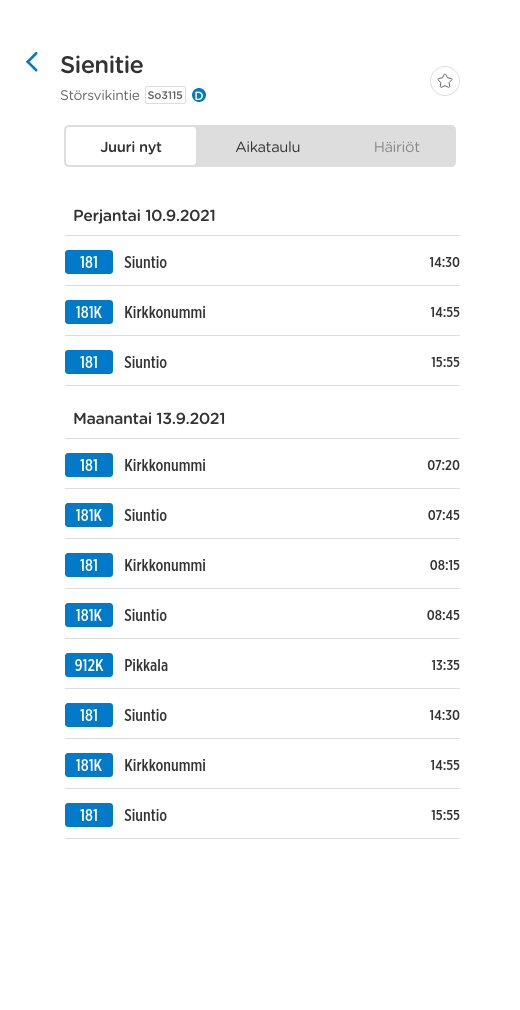 Sienitie
Störsvikintie So3115 D
Juuri nyt Aikataulu Häiriöt
Perjantai 10.9.2021
181 Siuntio 14:30
181K Kirkkonummi 14:55
181 Siuntio 15:55
Maanantai 13.9.2021
181 Kirkkonummi 07:20
181K Siuntio 07:45
181 Kirkkonummi 08:15
181K Siuntio 08:45
912K Pikkala 13:35
181 Siuntio 14:30
181K Kirkkonummi 14:55
181 Siuntio 15:55